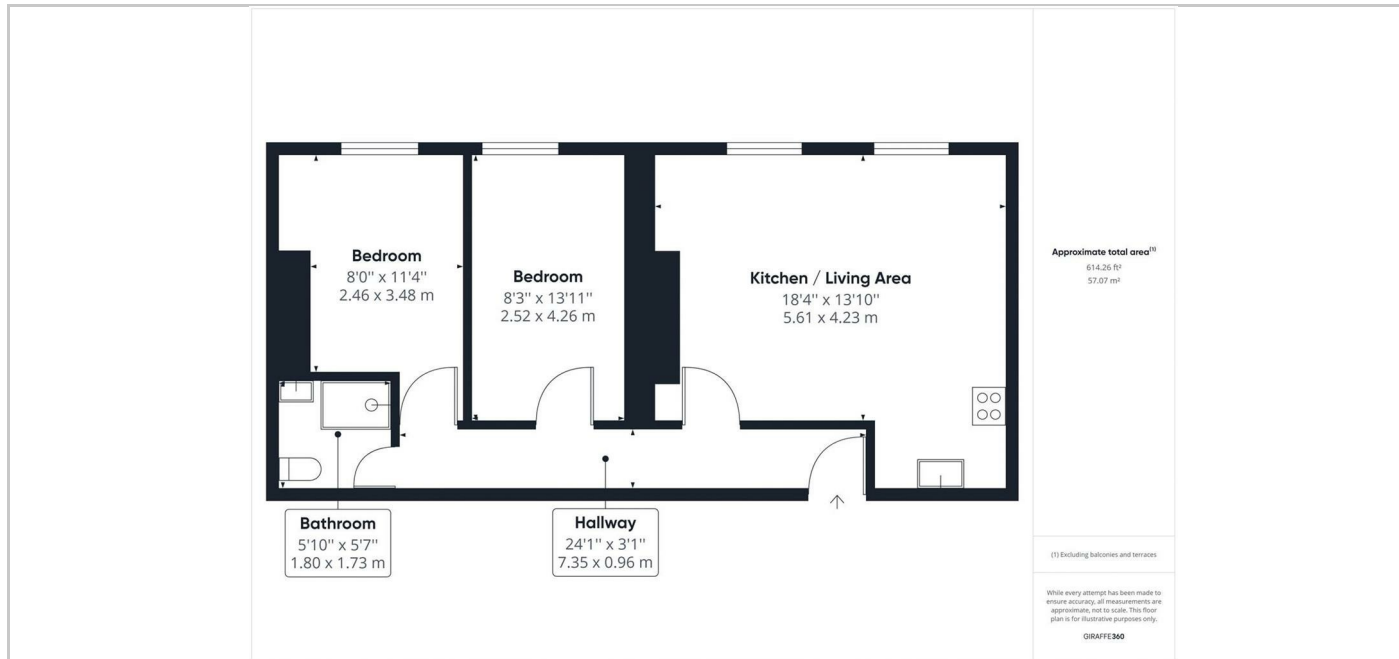 Bedroom
8'0'' x 11'4''
2.46 x 3.48 m
Bedroom
8'3'' x 13'11''
2.52 x 4.26 m
Kitchen / Living Area
18'4'' x 13'10''
5.61 x 4.23 m
Bathroom
5'10'' x 5'7''
1.80 x 1.73 m
Hallway
24'1'' x 3'1''
7.35 x 0.96 m
Approximate total area(1)
614.26 ft²
57.07 m²
(1) Excluding balconies and terraces
While every attempt has been made to
ensure accuracy, all measurements are
approximate, not to scale. This floor
plan is for illustrative purposes only.
GIRAFFE360